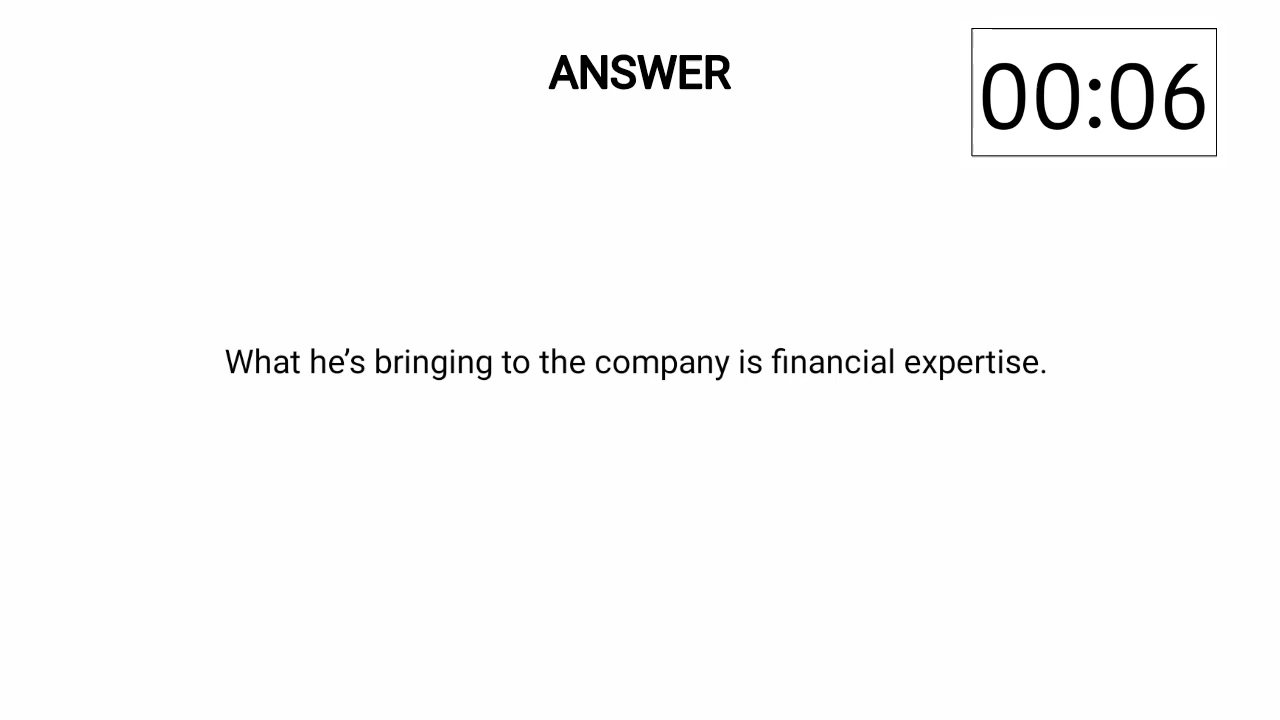 ANSWER
00:06
What he’s bringing to the company is financial expertise.